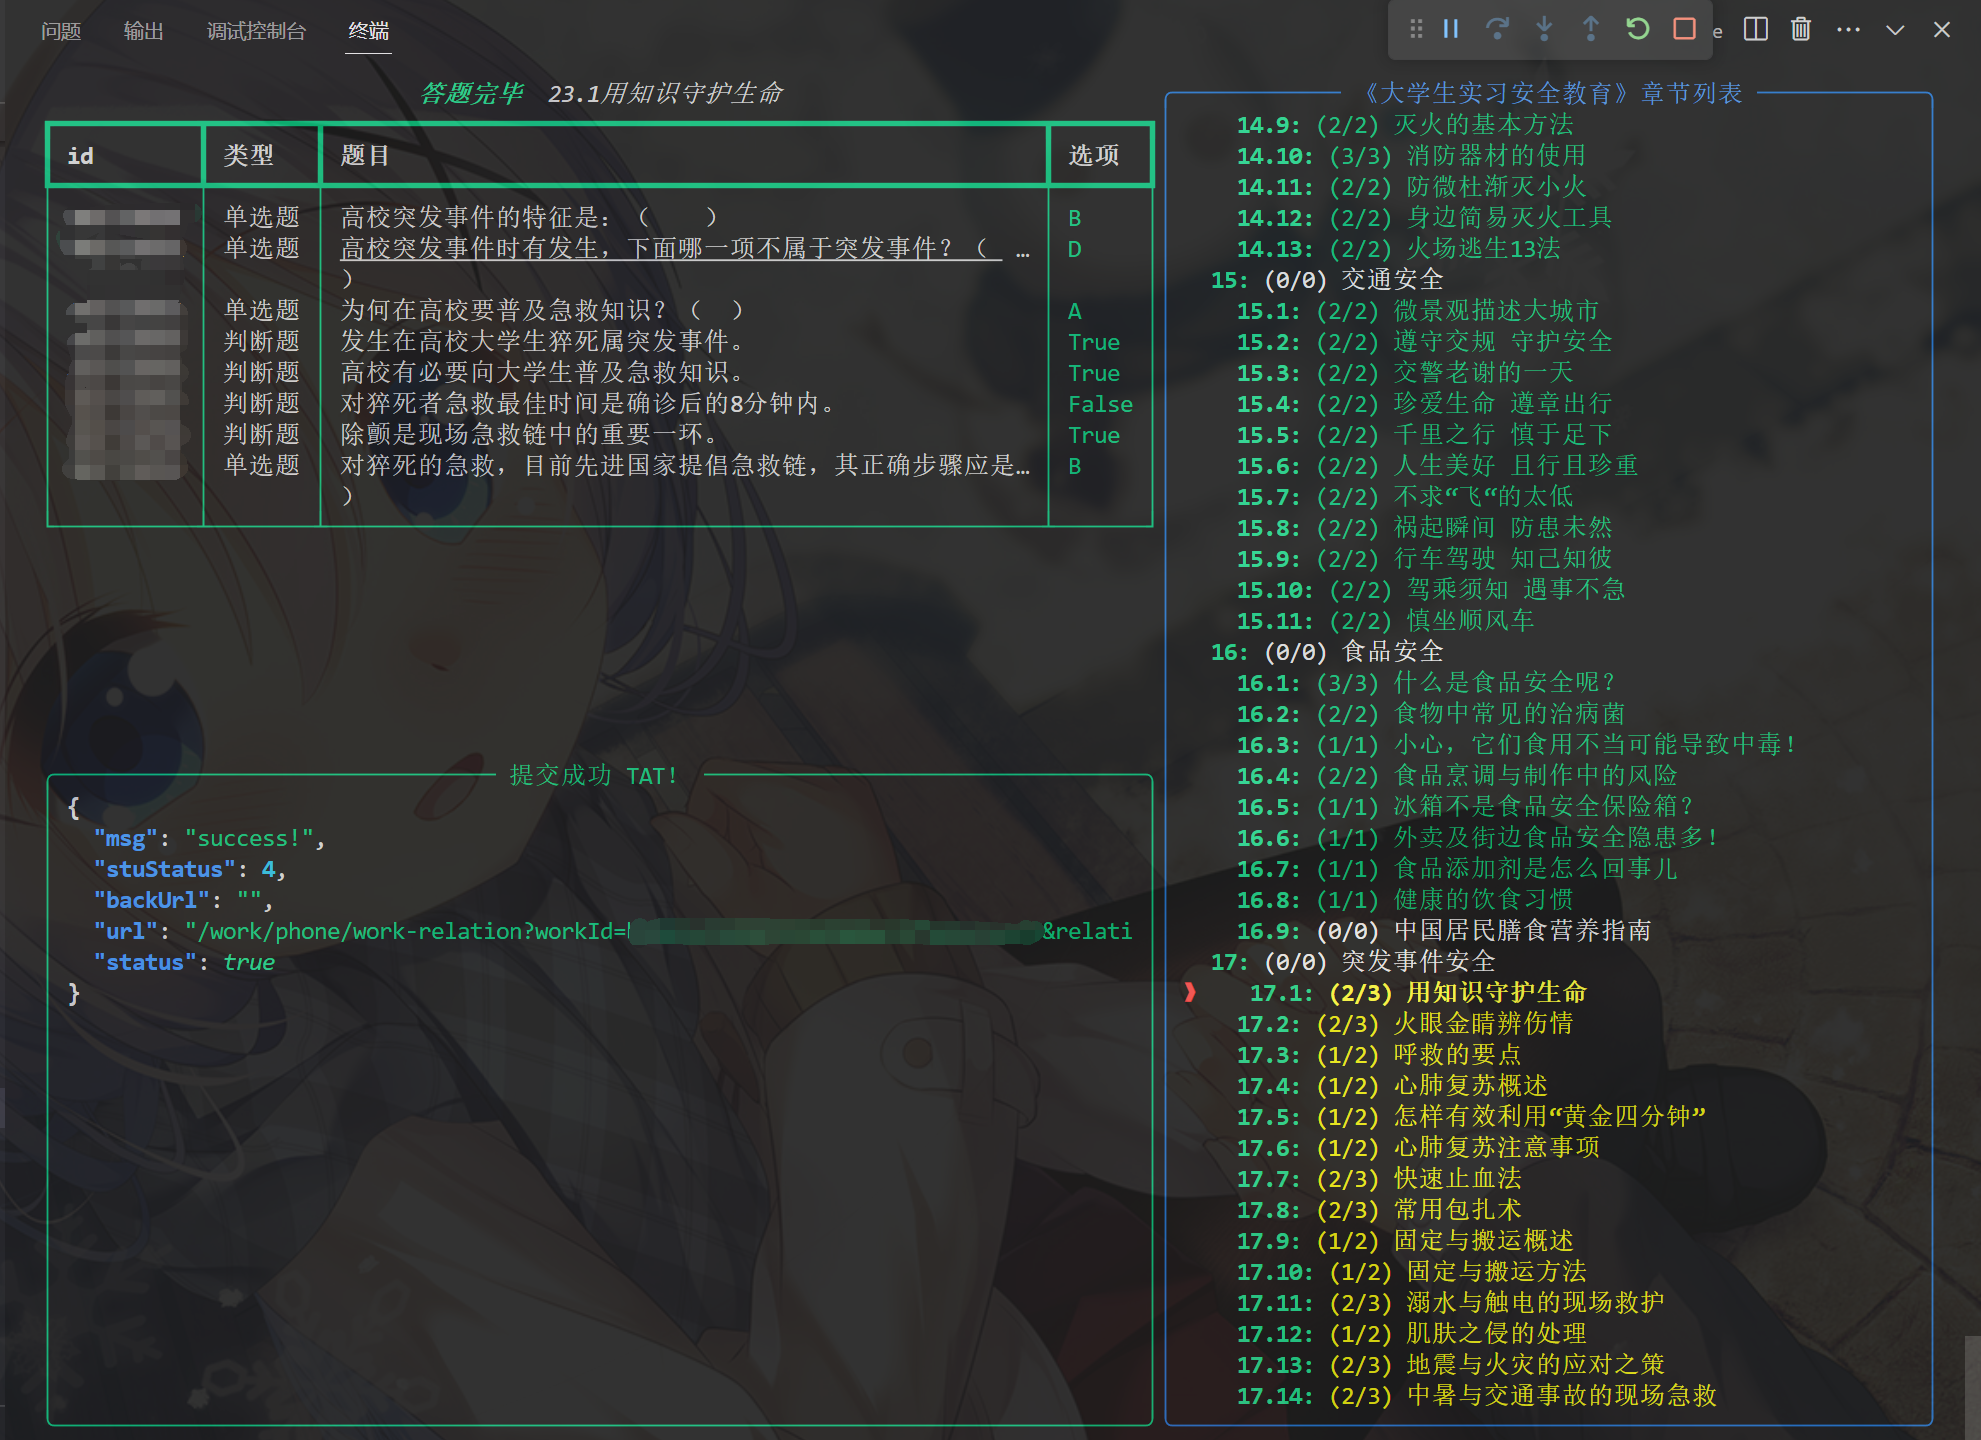 问题 输出 调试控制台 终端
e
答题完毕 23.1用知识守护生命
id 类型 题目 选项
单选题 高校突发事件的特征是：（ ） B
单选题 高校突发事件时有发生，下面哪一项不属于突发事件？（ … D
）
单选题 为何在高校要普及急救知识？（ ） A
判断题 发生在高校大学生猝死属突发事件。 True
判断题 高校有必要向大学生普及急救知识。 True
判断题 对猝死者急救最佳时间是确诊后的8分钟内。 False
判断题 除颤是现场急救链中的重要一环。 True
单选题 对猝死的急救，目前先进国家提倡急救链，其正确步骤应是… B
）
提交成功 TAT！
{
"msg": "success!",
"stuStatus": 4,
"backUrl": "",
"url": "/work/phone/work-relation?workId= &relati
"status": true
}
《大学生实习安全教育》章节列表
14.9: (2/2) 灭火的基本方法
14.10: (3/3) 消防器材的使用
14.11: (2/2) 防微杜渐灭小火
14.12: (2/2) 身边简易灭火工具
14.13: (2/2) 火场逃生13法
15: (0/0) 交通安全
15.1: (2/2) 微景观描述大城市
15.2: (2/2) 遵守交规 守护安全
15.3: (2/2) 交警老谢的一天
15.4: (2/2) 珍爱生命 遵章出行
15.5: (2/2) 千里之行 慎于足下
15.6: (2/2) 人生美好 且行且珍重
15.7: (2/2) 不求“飞“的太低
15.8: (2/2) 祸起瞬间 防患未然
15.9: (2/2) 行车驾驶 知己知彼
15.10: (2/2) 驾乘须知 遇事不急
15.11: (2/2) 慎坐顺风车
16: (0/0) 食品安全
16.1: (3/3) 什么是食品安全呢？
16.2: (2/2) 食物中常见的治病菌
16.3: (1/1) 小心，它们食用不当可能导致中毒！
16.4: (2/2) 食品烹调与制作中的风险
16.5: (1/1) 冰箱不是食品安全保险箱？
16.6: (1/1) 外卖及街边食品安全隐患多！
16.7: (1/1) 食品添加剂是怎么回事儿
16.8: (1/1) 健康的饮食习惯
16.9: (0/0) 中国居民膳食营养指南
17: (0/0) 突发事件安全
❱ 17.1: (2/3) 用知识守护生命
17.2: (2/3) 火眼金睛辨伤情
17.3: (1/2) 呼救的要点
17.4: (1/2) 心肺复苏概述
17.5: (1/2) 怎样有效利用“黄金四分钟”
17.6: (1/2) 心肺复苏注意事项
17.7: (2/3) 快速止血法
17.8: (2/3) 常用包扎术
17.9: (1/2) 固定与搬运概述
17.10: (1/2) 固定与搬运方法
17.11: (2/3) 溺水与触电的现场救护
17.12: (1/2) 肌肤之侵的处理
17.13: (2/3) 地震与火灾的应对之策
17.14: (2/3) 中暑与交通事故的现场急救